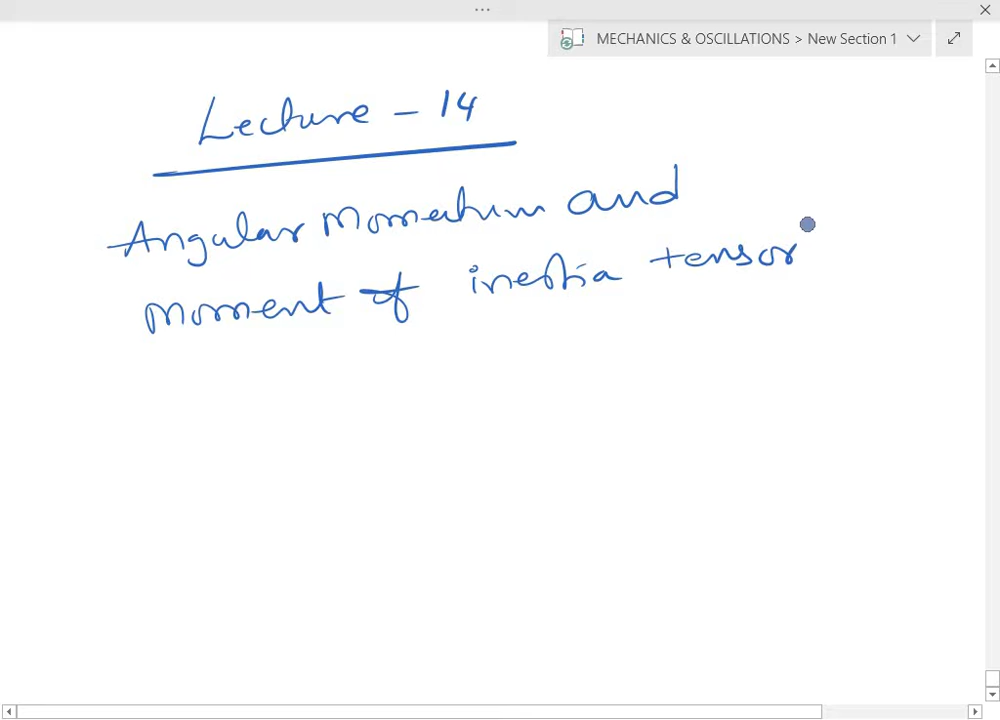 MECHANICS & OSCILLATIONS > New Section 1
Lecture - 14
Angular Momentum and
moment of inertia tensor